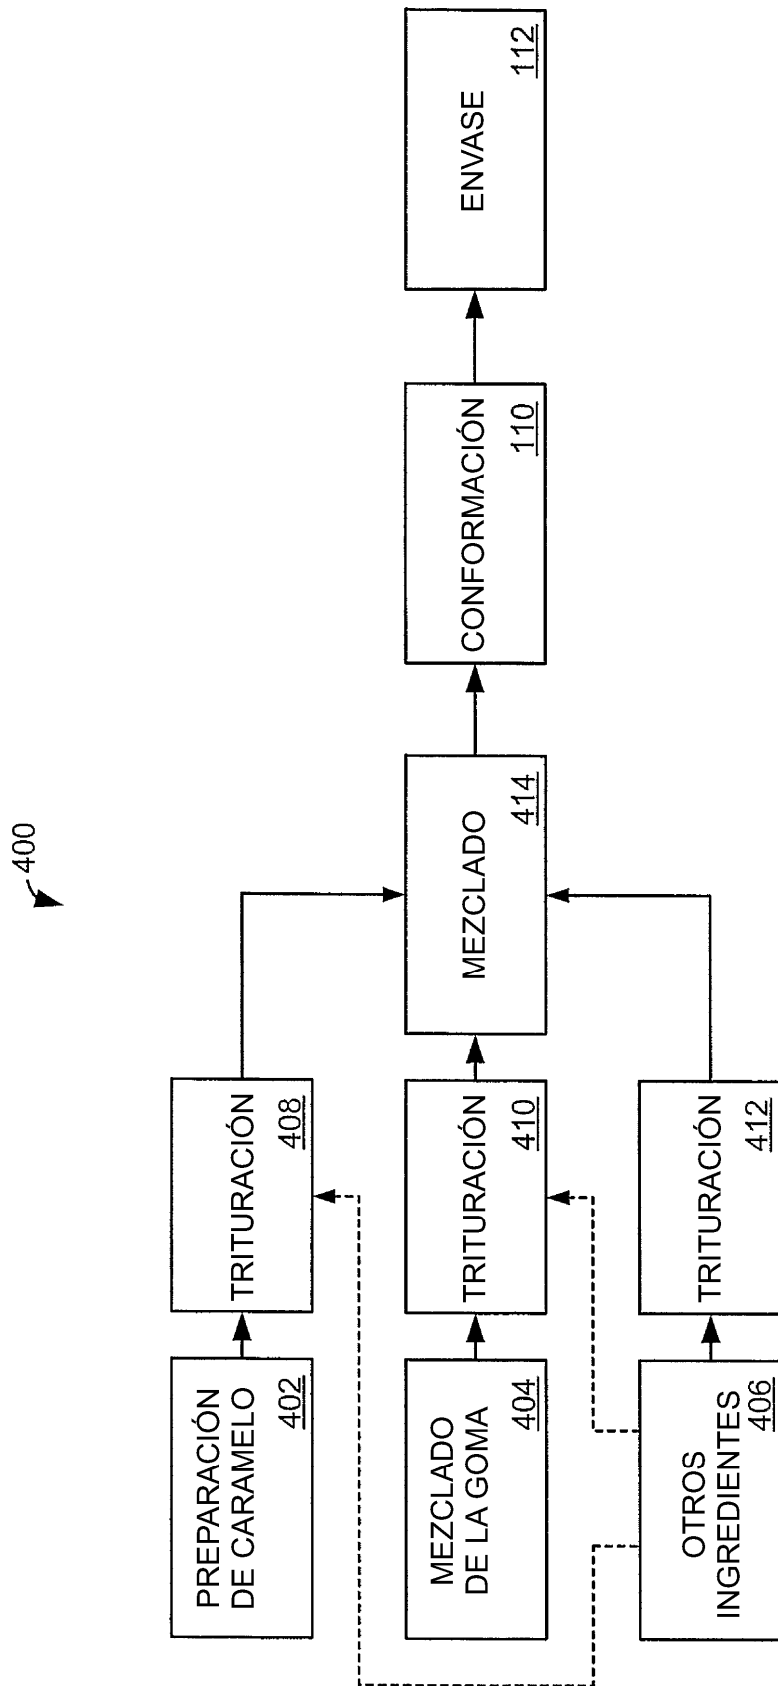 400
PREPARACIÓN
DE CARAMELO
402
TRITURACIÓN
408
MEZCLADO
DE LA GOMA
404
TRITURACIÓN
410
MEZCLADO
414
CONFORMACIÓN
110
ENVASE
112
OTROS
INGREDIENTES
406
TRITURACIÓN
412